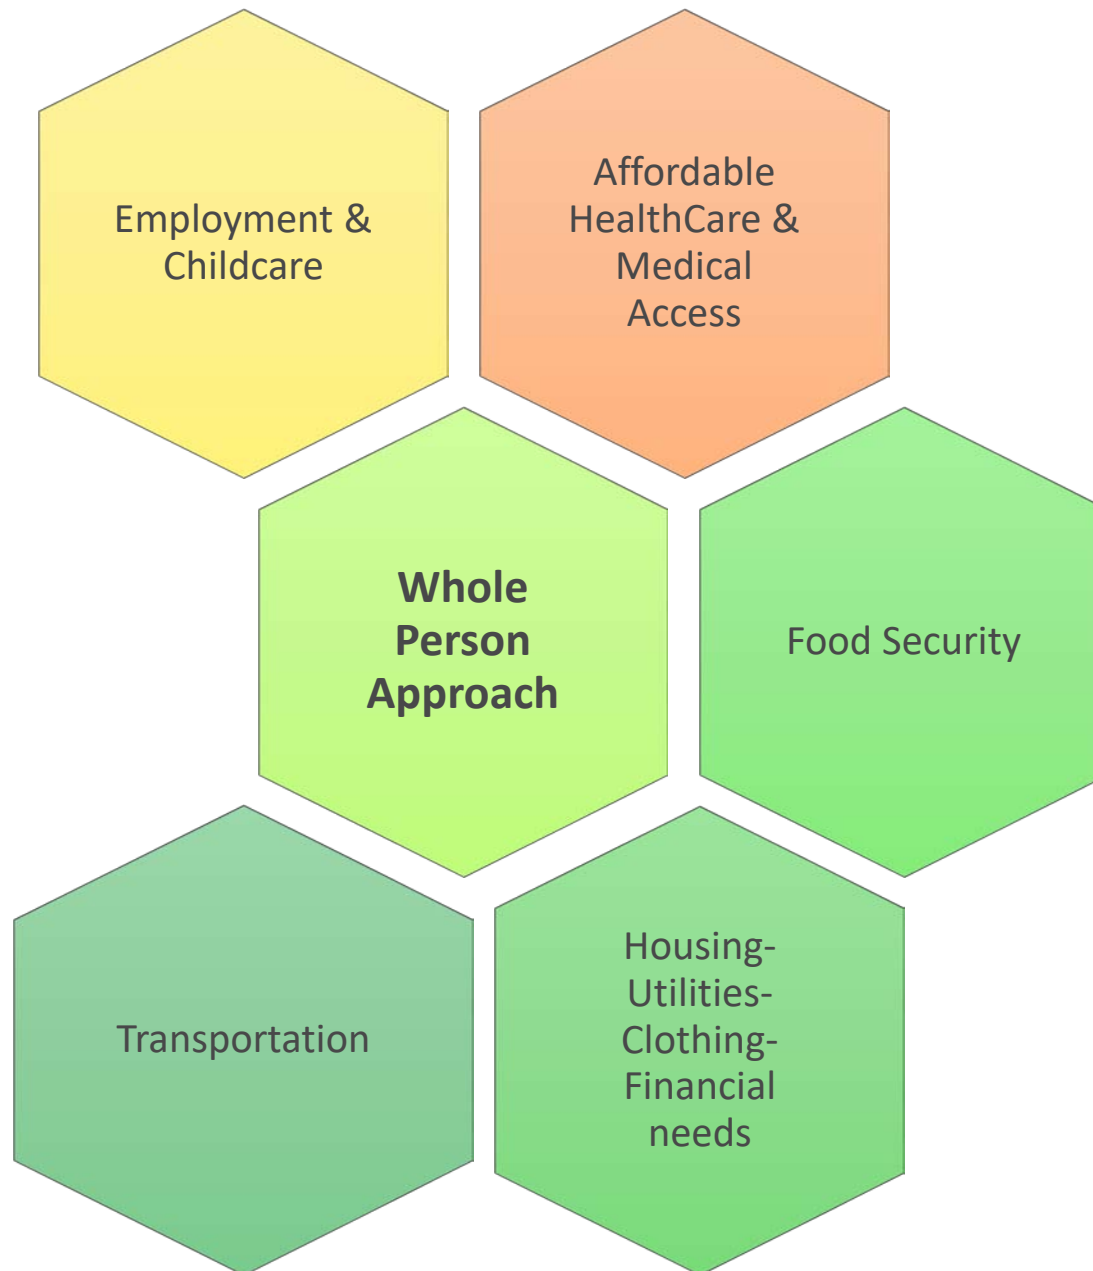 Employment &
Childcare
Affordable
HealthCare &
Medical
Access
Whole
Person
Approach
Food Security
Transportation
Housing-
Utilities-
Clothing-
Financial
needs